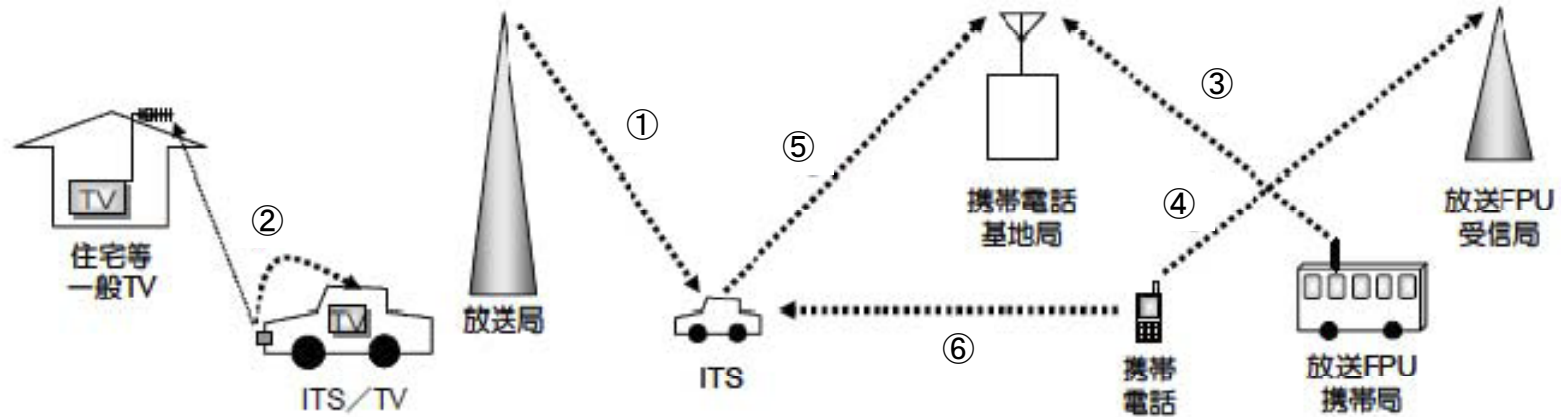 ①
⑤
③
④
②
⑥
TV
住宅等
一般TV
TV
ITS／TV
放送局
ITS
携帯電話
基地局
携帯
電話
放送FPU
受信局
放送FPU
携帯局